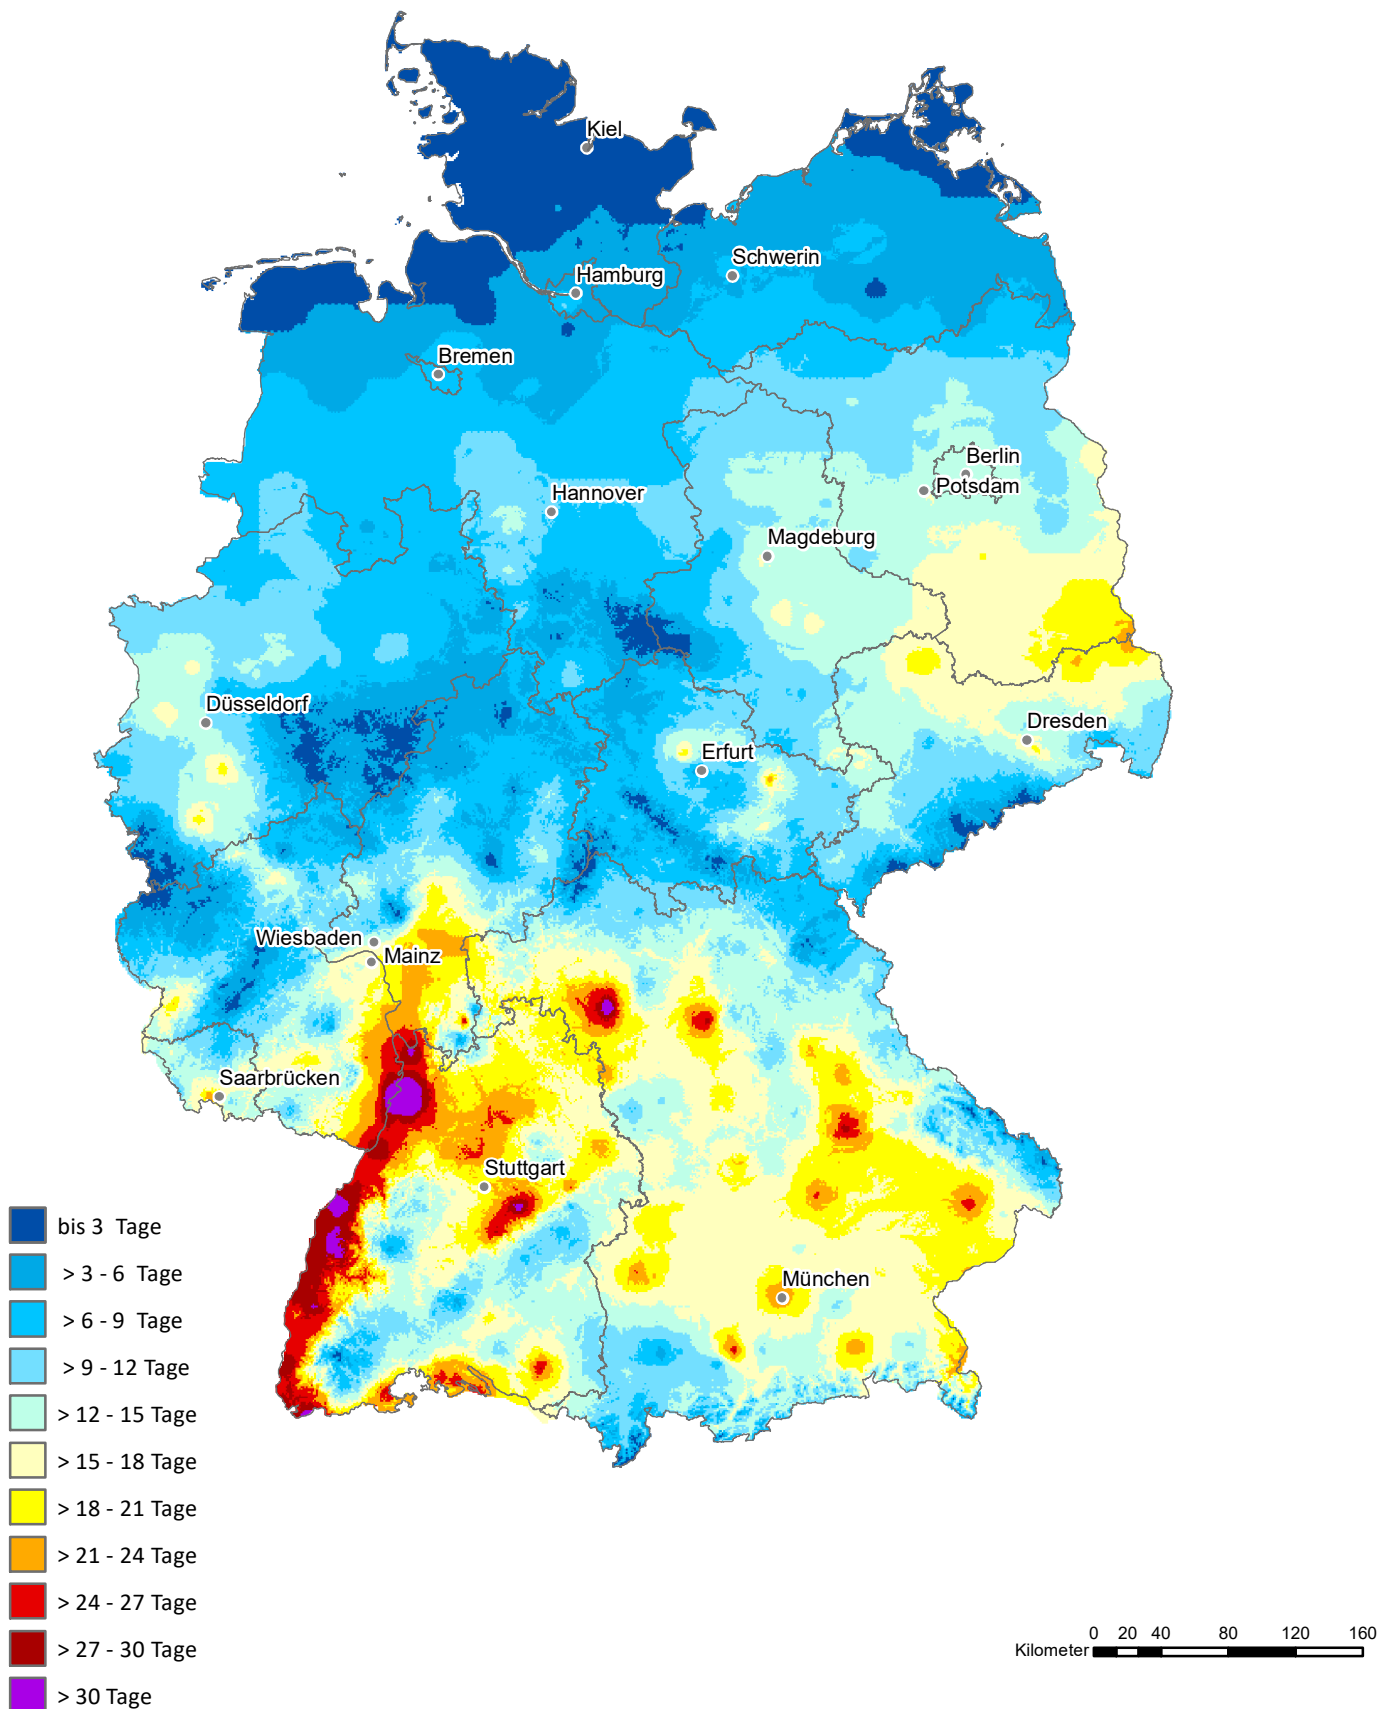 Kiel
Schwerin
Hamburg
Bremen
Berlin
Potsdam
Hannover
Magdeburg
Düsseldorf
Dresden
Erfurt
Wiesbaden
Mainz
Saarbrücken
Stuttgart
München
bis 3 Tage
> 3 - 6 Tage
> 6 - 9 Tage
> 9 - 12 Tage
> 12 - 15 Tage
> 15 - 18 Tage
> 18 - 21 Tage
> 21 - 24 Tage
> 24 - 27 Tage
> 27 - 30 Tage
> 30 Tage
0 20 40 80 120 160
Kilometer